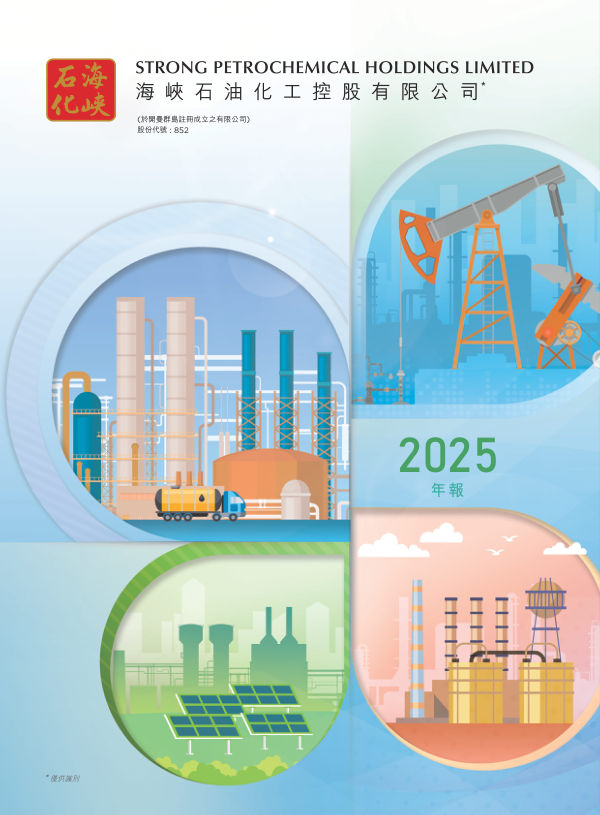 海峽
石化
STRONG PETROCHEMICAL HOLDINGS LIMITED
海峽石油化工控股有限公司*
(於開曼群島註冊成立之有限公司)
股份代號 : 852
2025
年報
* 僅供識別